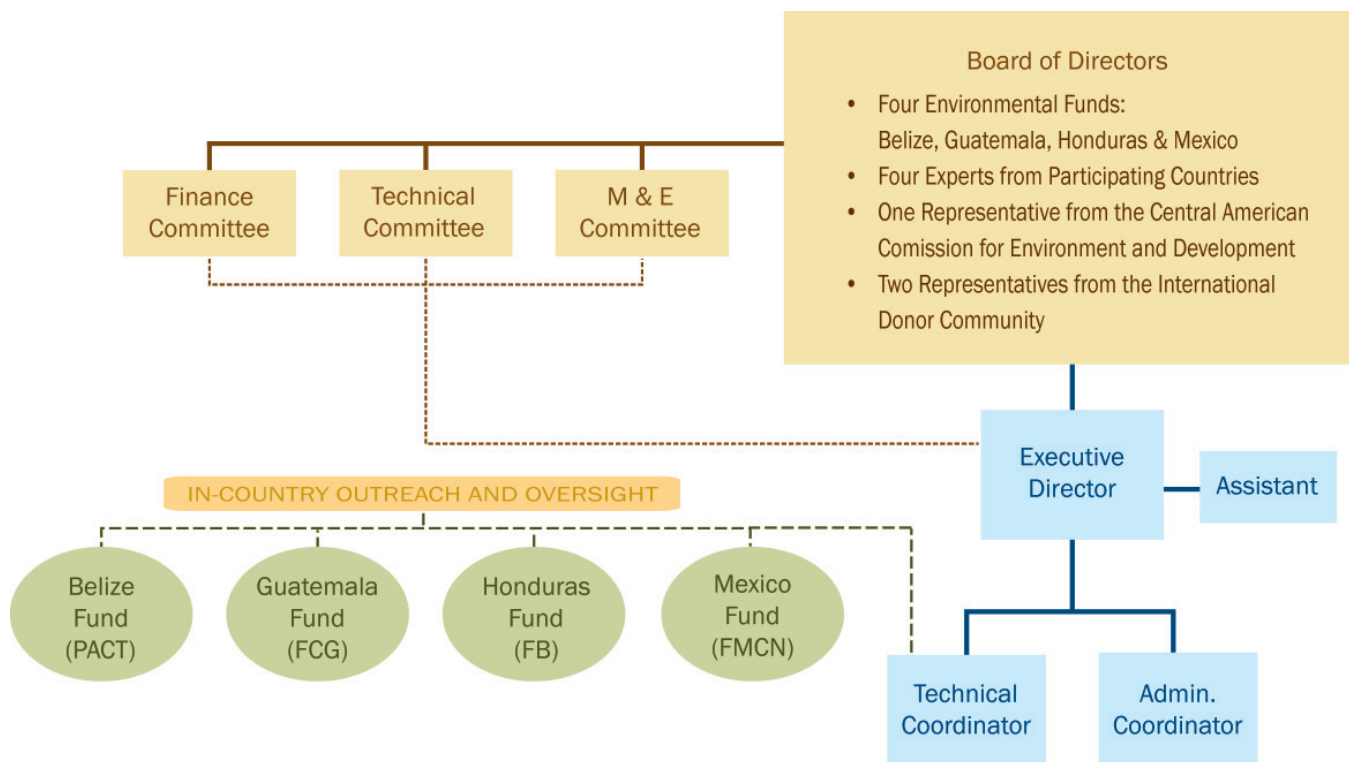 Board of Directors
• Four Environmental Funds:
Belize, Guatemala, Honduras & Mexico
• Four Experts from Participating Countries
• One Representative from the Central American
Comission for Environment and Development
• Two Representatives from the International
Donor Community
Finance
Committee
Technical
Committee
M & E
Committee
Executive
Director
Assistant
IN-COUNTRY OUTREACH AND OVERSIGHT
Belize
Fund
(PACT)
Guatemala
Fund
(FCG)
Honduras
Fund
(FB)
Mexico
Fund
(FMCN)
Technical
Coordinator
Admin.
Coordinator